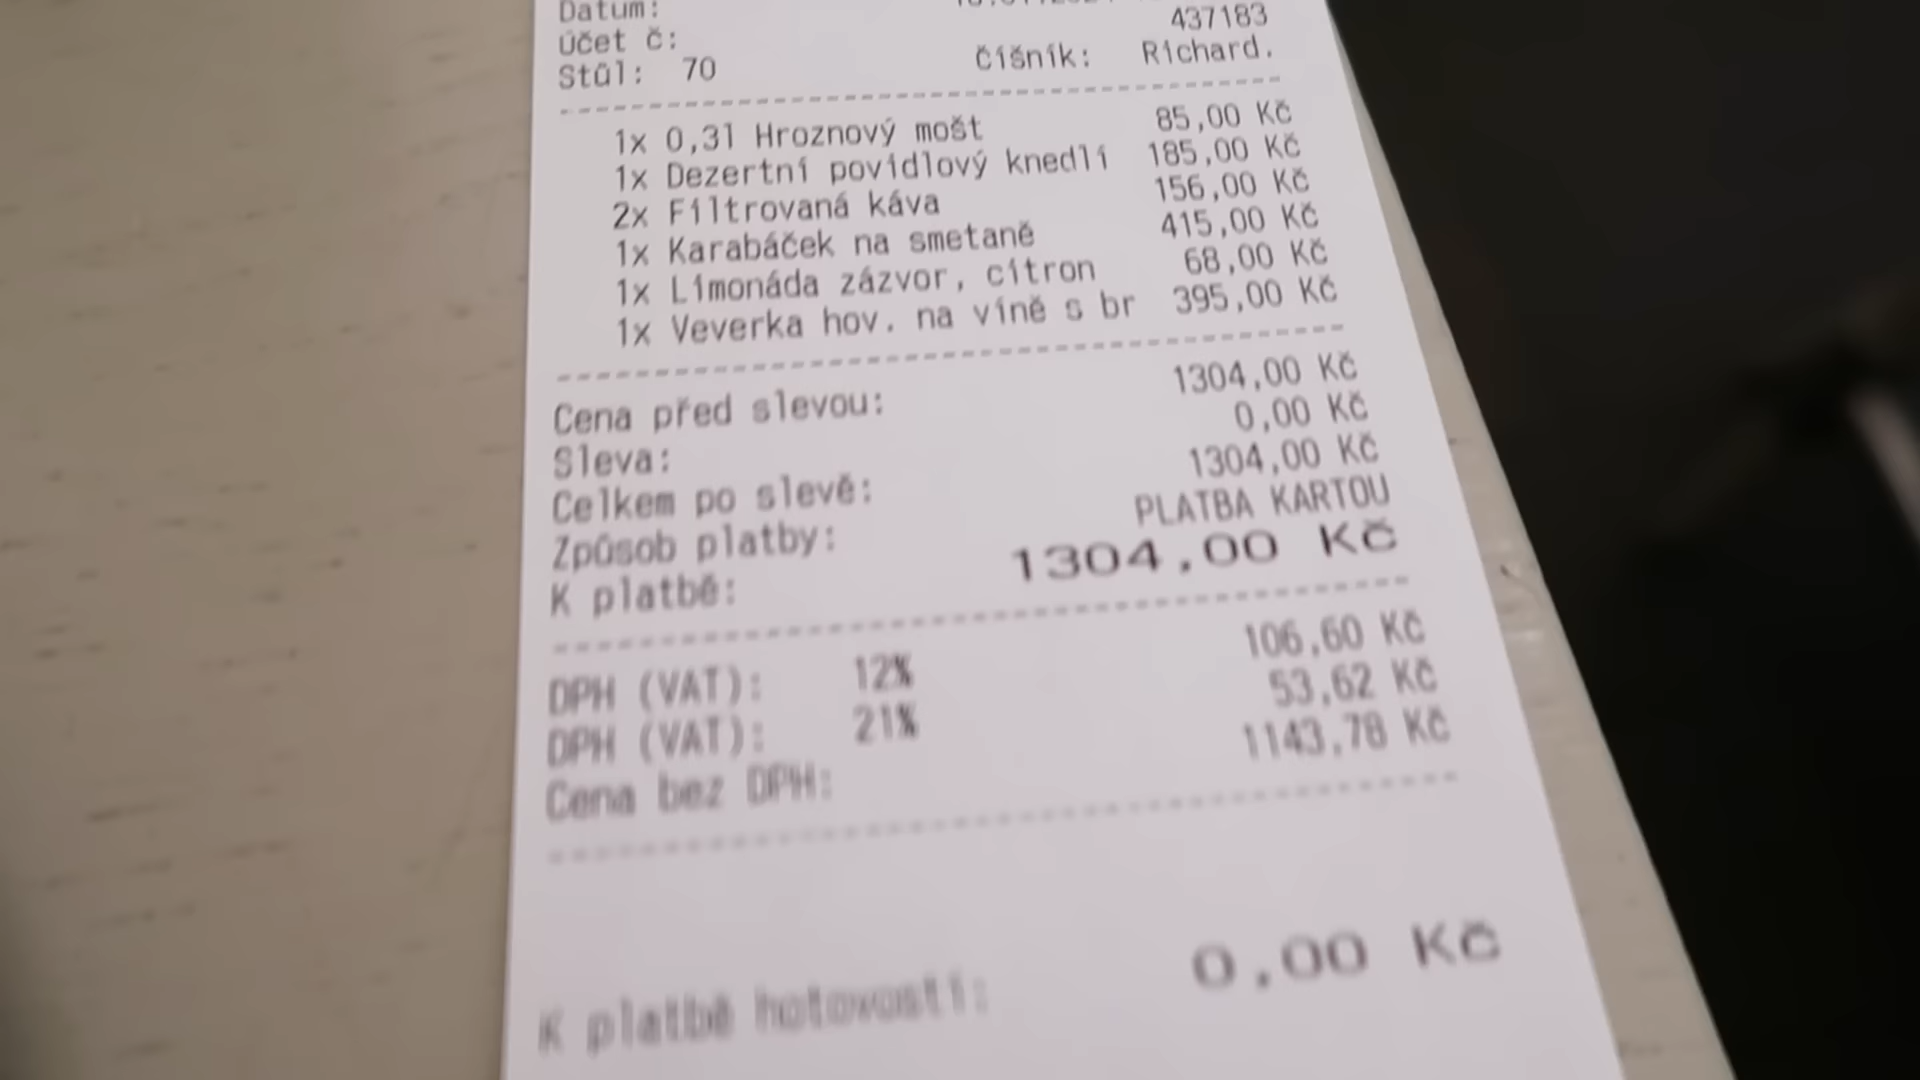 Datum:
Účet č: 437183
Stůl: 70 Číšník: Richard.
1x 0,3l Hroznový mošt 85,00 Kč
1x Dezertní povidlový knedlí 185,00 Kč
2x Filtrovaná káva 156,00 Kč
1x Karabáček na smetaně 415,00 Kč
1x Limonáda zázvor, citron 68,00 Kč
1x Veverka hov. na víně s br 395,00 Kč
Cena před slevou: 1304,00 Kč
Sleva: 0,00 Kč
Celkem po slevě: 1304,00 Kč
Způsob platby: PLATBA KARTOU
K platbě: 1304,00 Kč
DPH (VAT): 12% 106,60 Kč
DPH (VAT): 21% 53,62 Kč
Cena bez DPH: 1143,78 Kč
K platbě hotovosti: 0,00 Kč